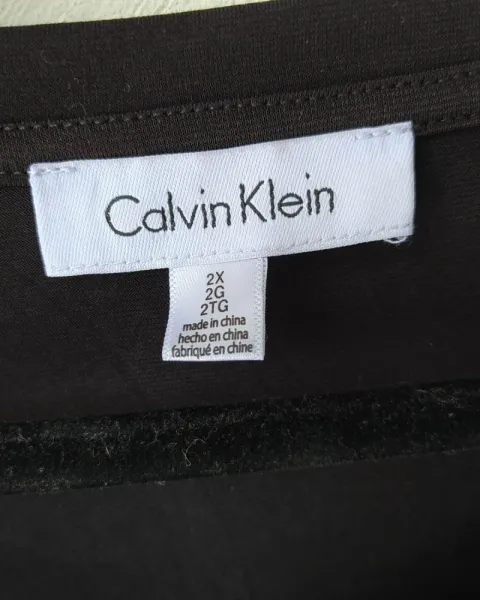 Calvin Klein
2X
2G
2TG
made in china
hecho en china
fabriqué en chine